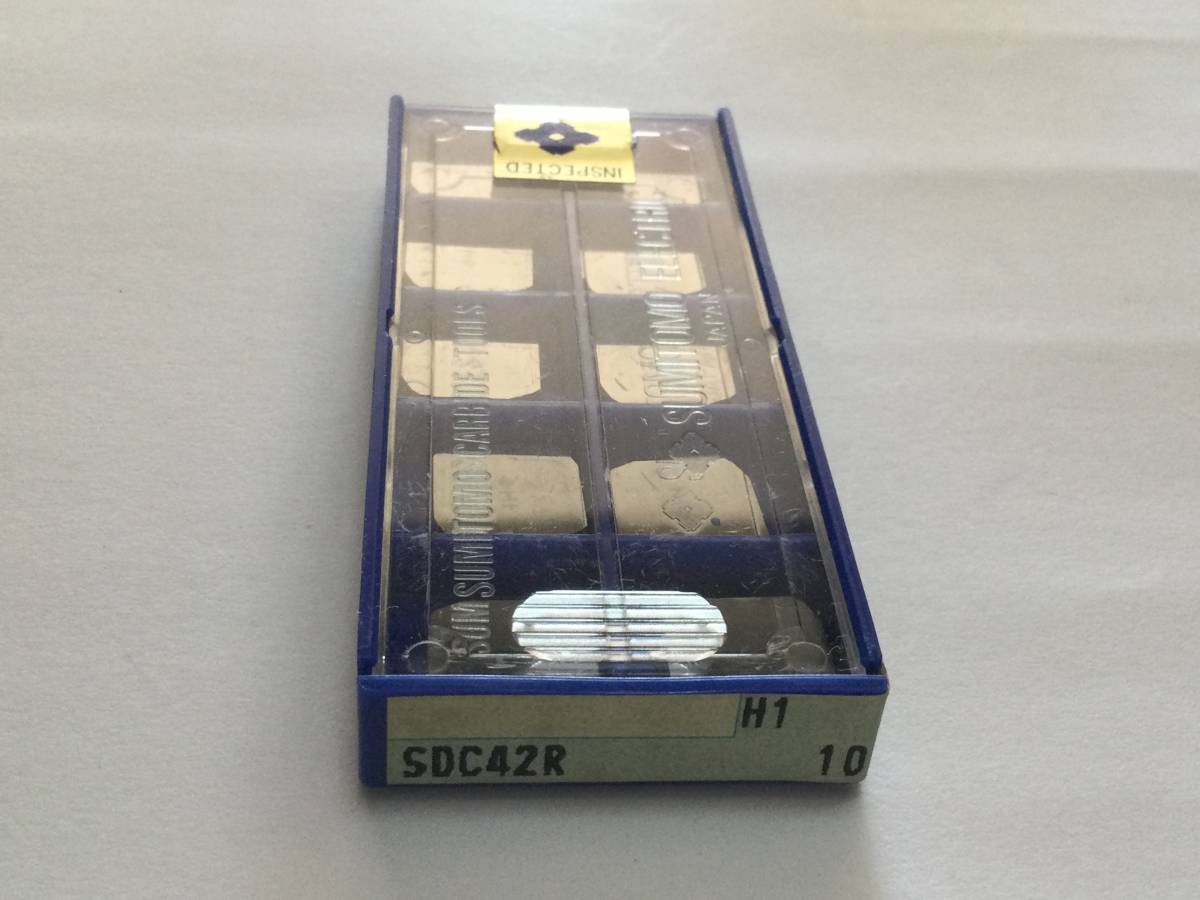 INSPECTED
SUMITOMO ELECTRIC
JAPAN
SUMITOMO CARBIDE TOOLS
H1
SDC42R
10